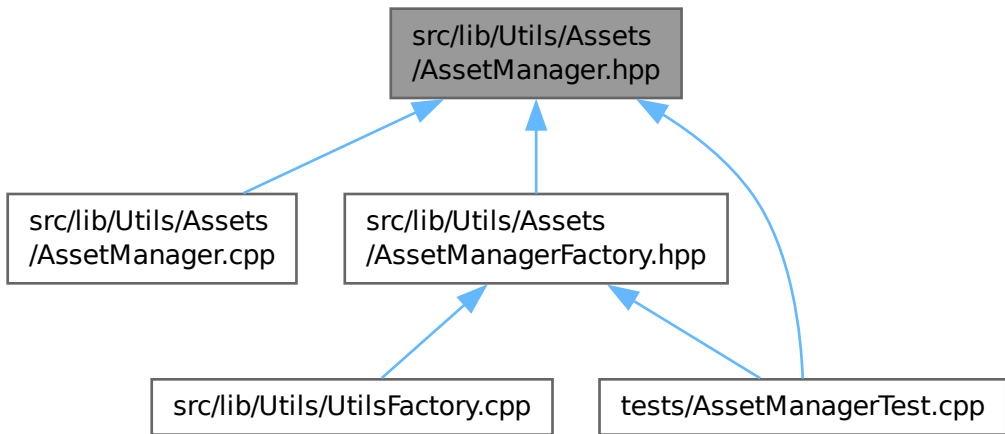 src/lib/Utils/Assets
/AssetManager.hpp
src/lib/Utils/Assets
/AssetManager.cpp
src/lib/Utils/Assets
/AssetManagerFactory.hpp
src/lib/Utils/UtilsFactory.cpp
tests/AssetManagerTest.cpp